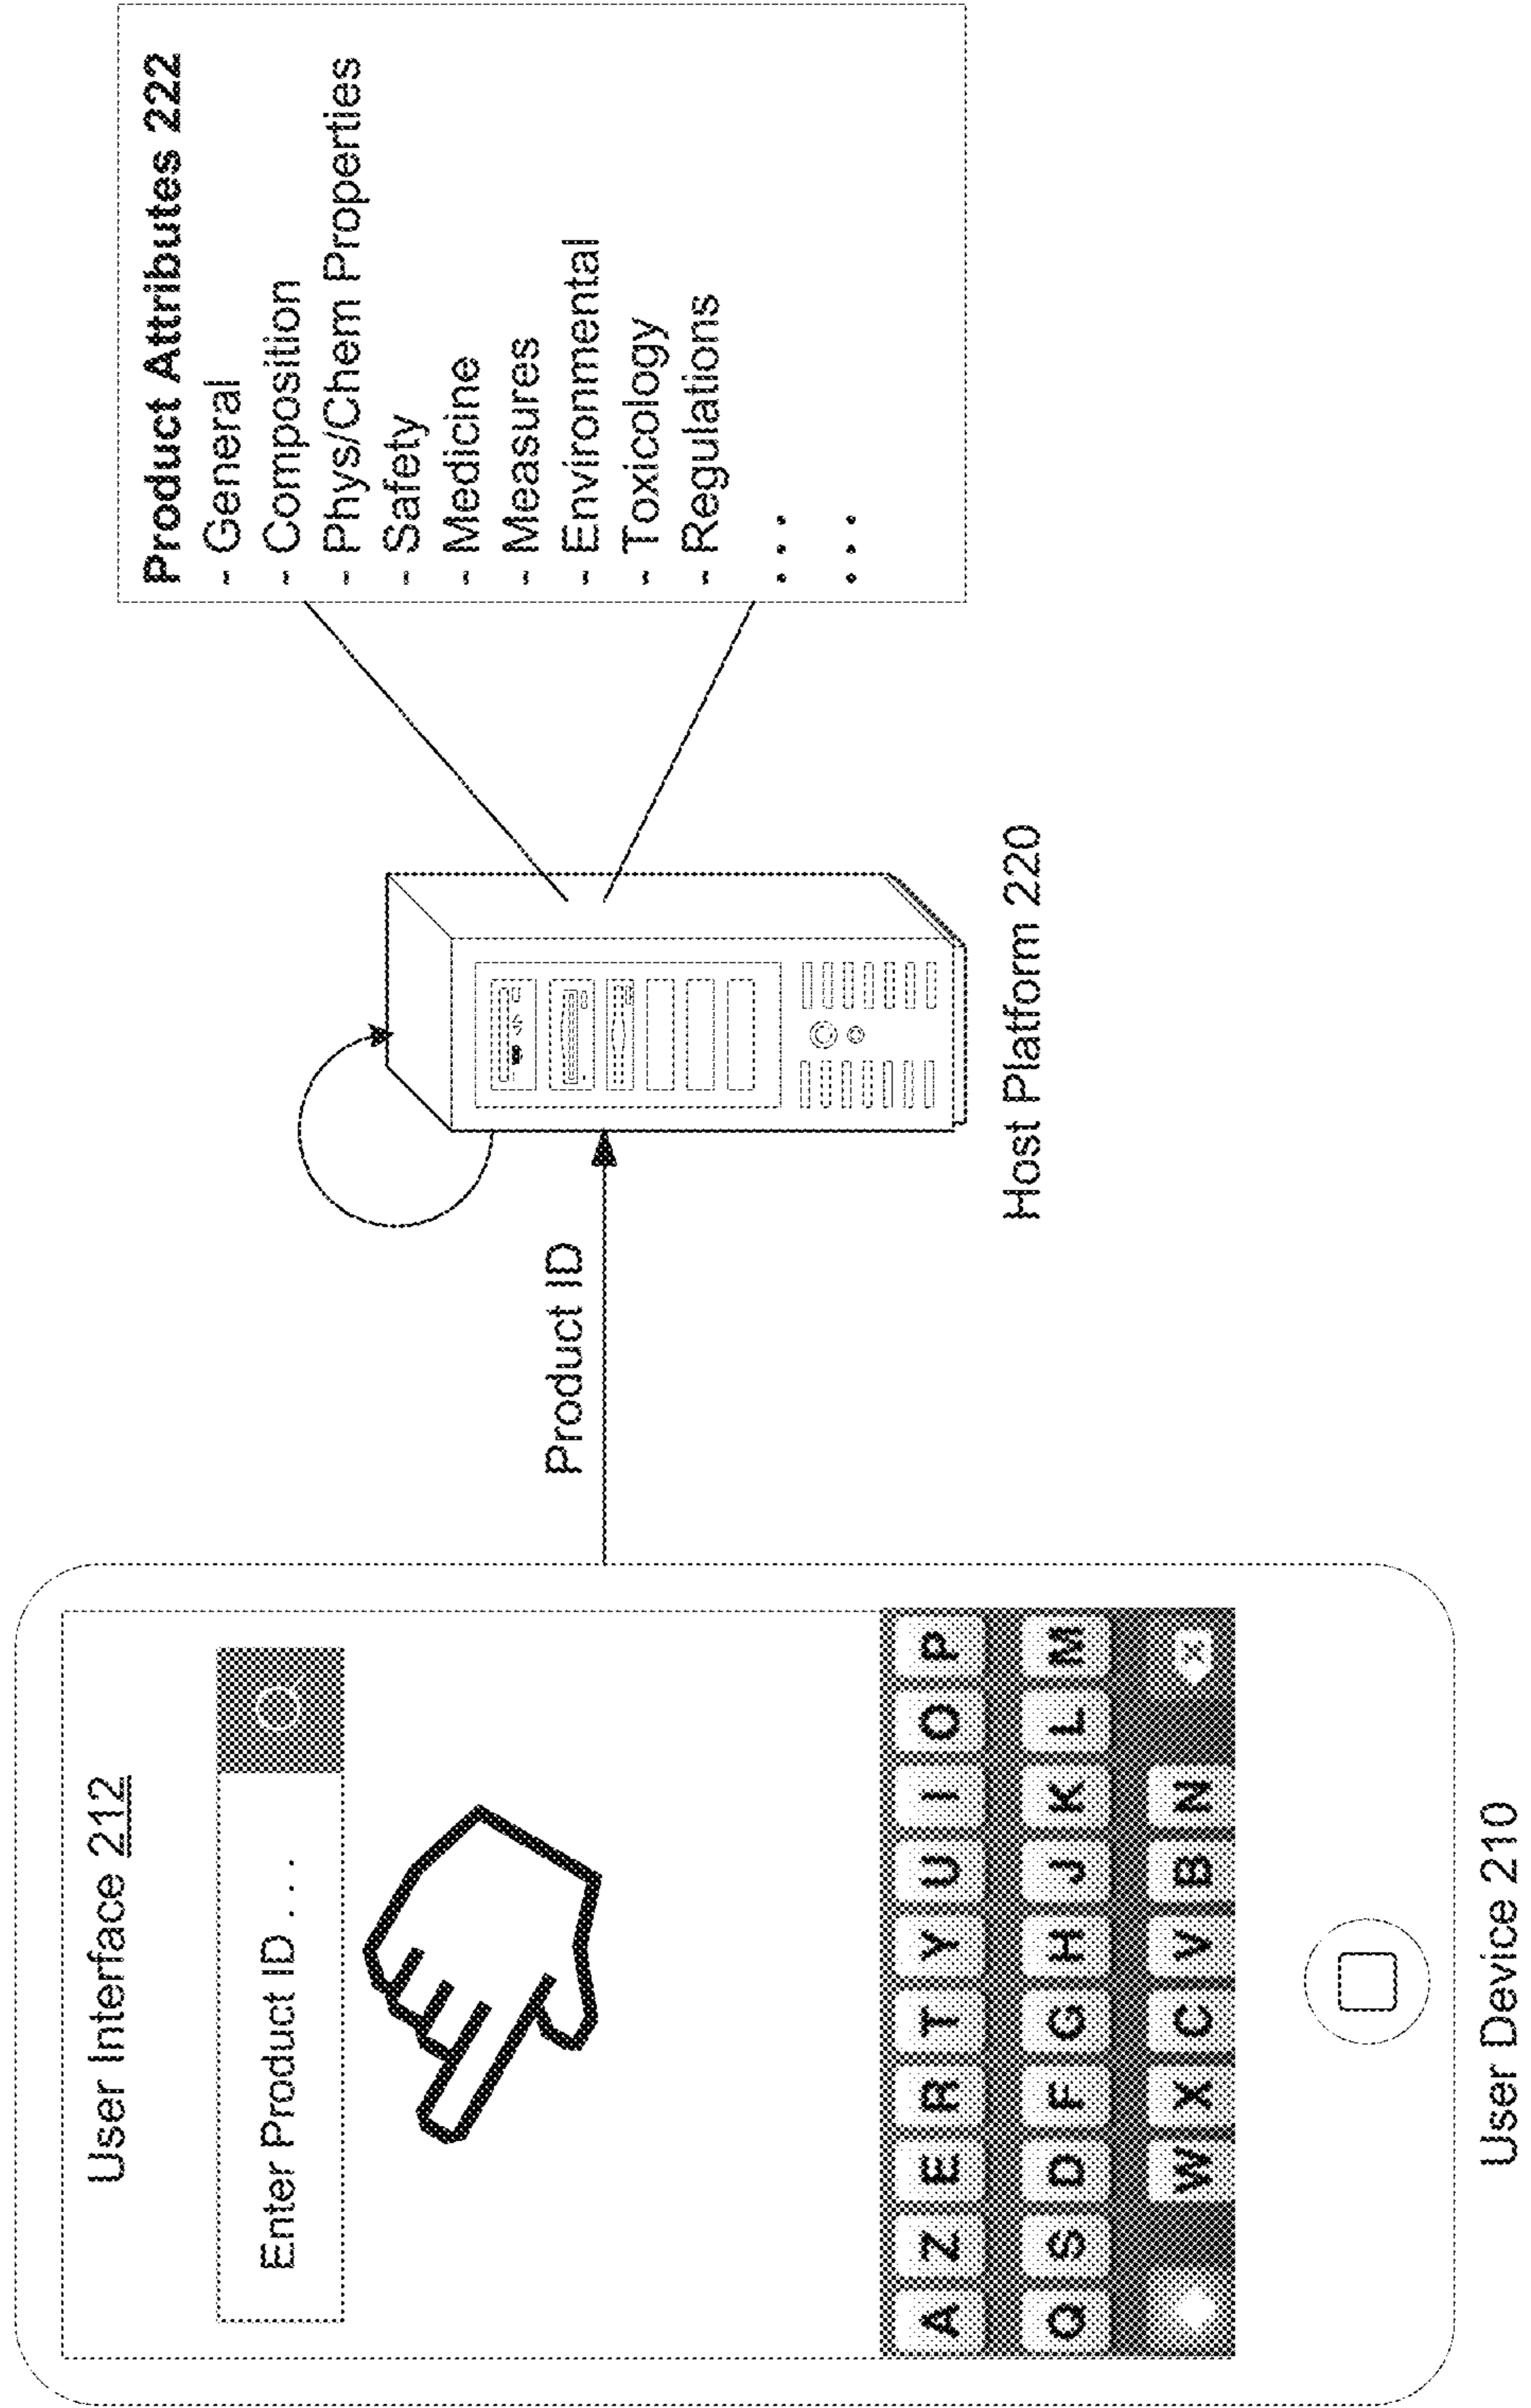 User Interface 212
Enter Product ID . . .
A Z E R T Y U I O P
Q S D F G H J K L M
W X C V B N X
User Device 210
Product ID
Host Platform 220
Product Attributes 222
- General
- Composition
- Phys/Chem Properties
- Safety
- Medicine
- Measures
- Environmental
- Toxicology
- Regulations
. . .
. . .